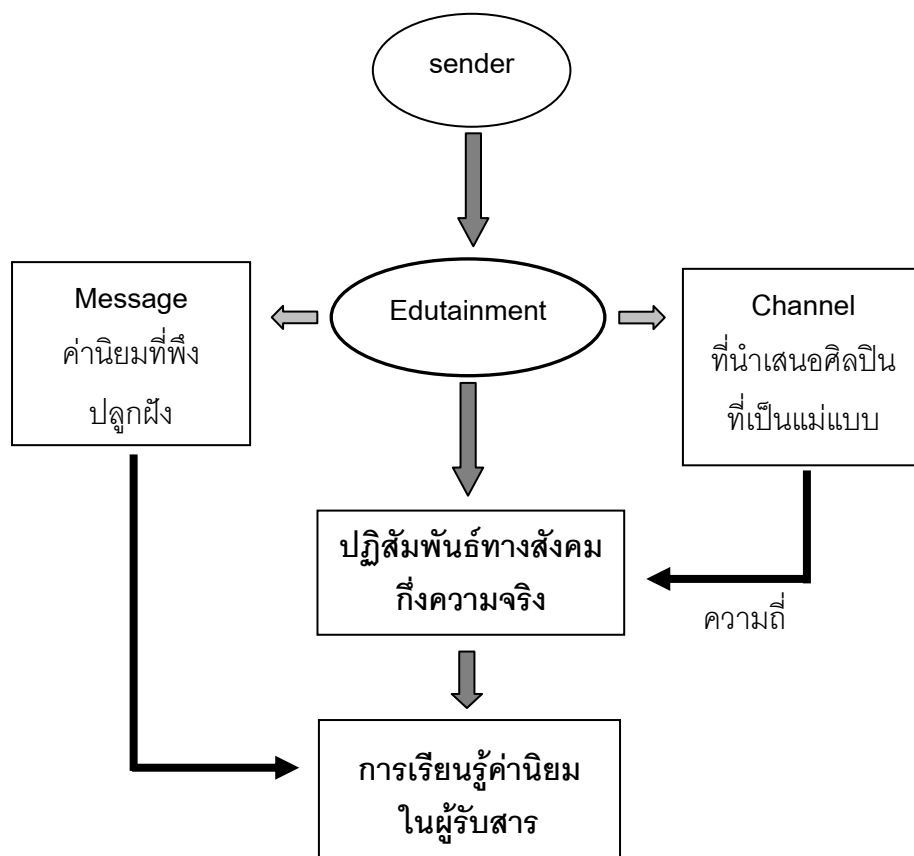 sender
Edutainment
Message
ค่านิยมที่พึง
ปลูกฝัง
Channel
ที่นำเสนอศิลปิน
ที่เป็นแม่แบบ
ปฏิสัมพันธ์ทางสังคม
กึ่งความจริง
ความถี่
การเรียนรู้ค่านิยม
ในผู้รับสาร